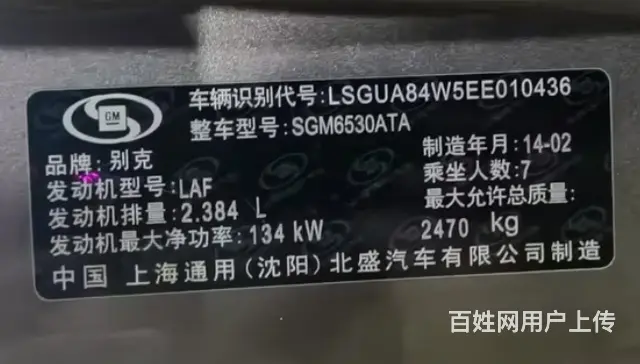 GM
车辆识别代号:LSGUA84W5EE010436
整车型号:SGM6530ATA
品牌:别克
制造年月:14-02
发动机型号:LAF
乘坐人数:7
发动机排量:2.384 L
最大允许总质量:
发动机最大净功率:134 kW
2470 kg
中国 上海通用(沈阳)北盛汽车有限公司制造
百姓网用户上传